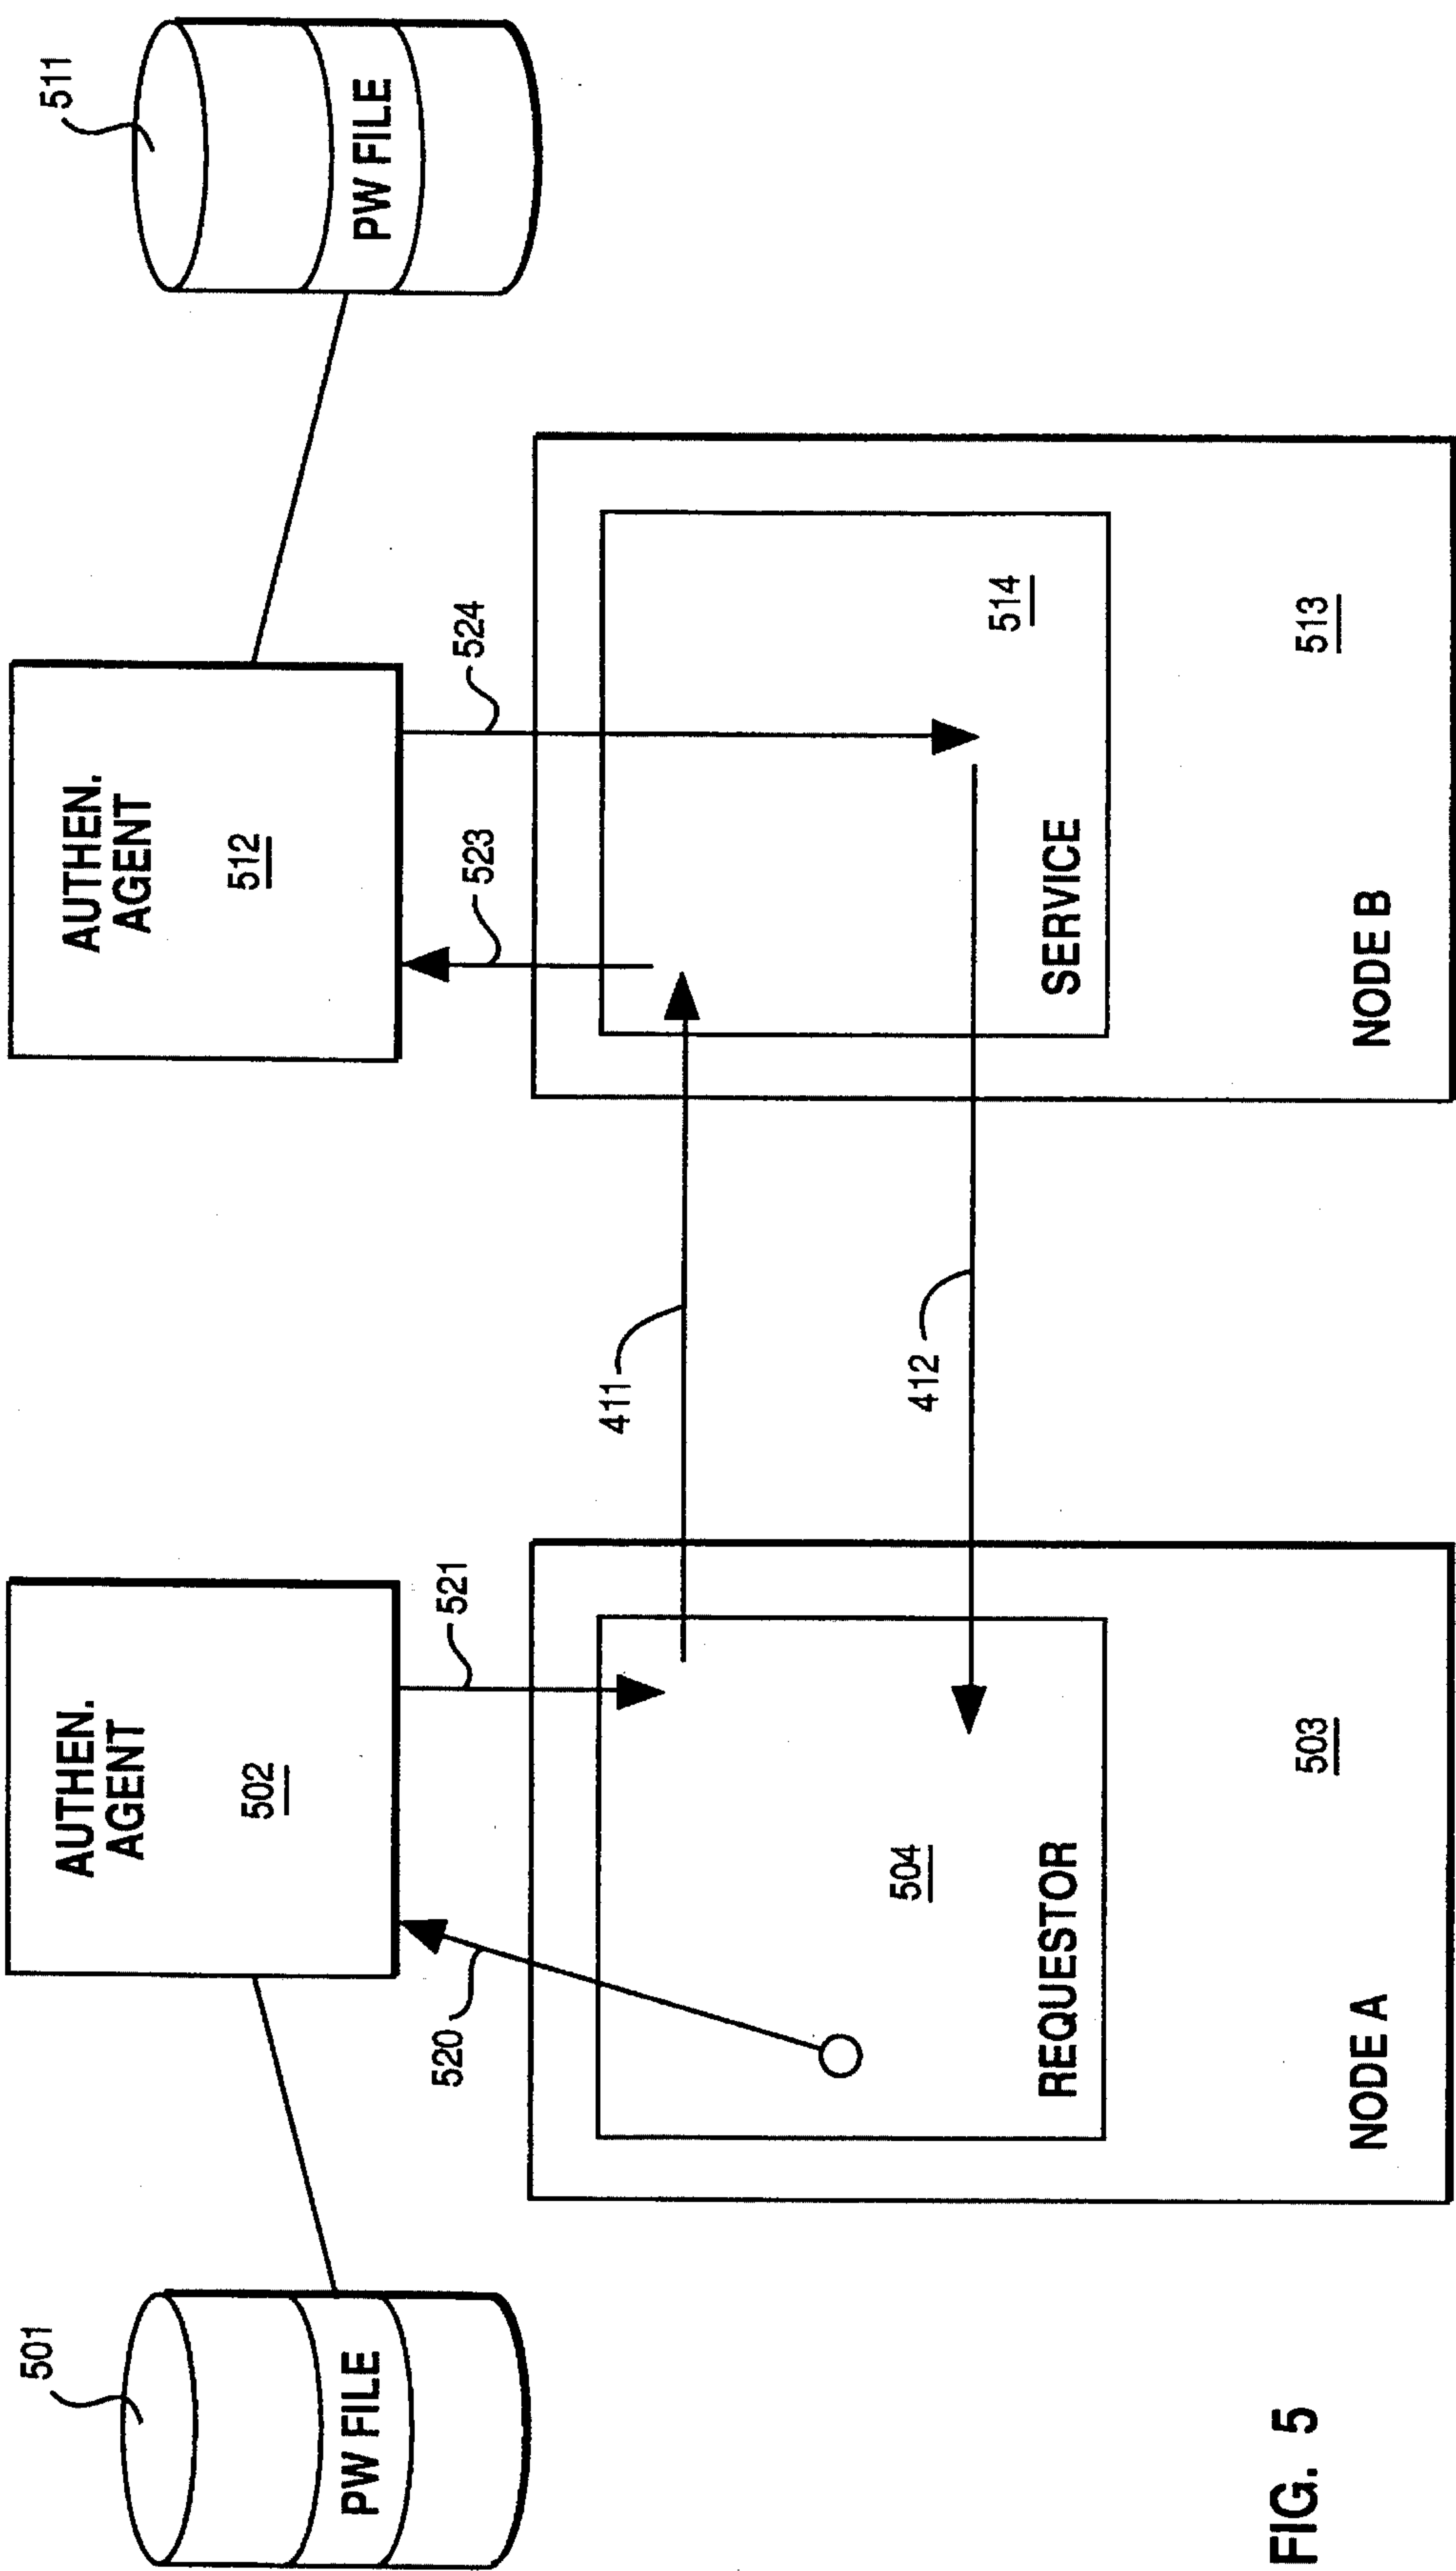 501
PW FILE
AUTHEN.
AGENT
502
520
521
504
REQUESTOR
503
NODE A
411
412
AUTHEN.
AGENT
512
523
524
514
SERVICE
513
NODE B
511
PW FILE
FIG. 5